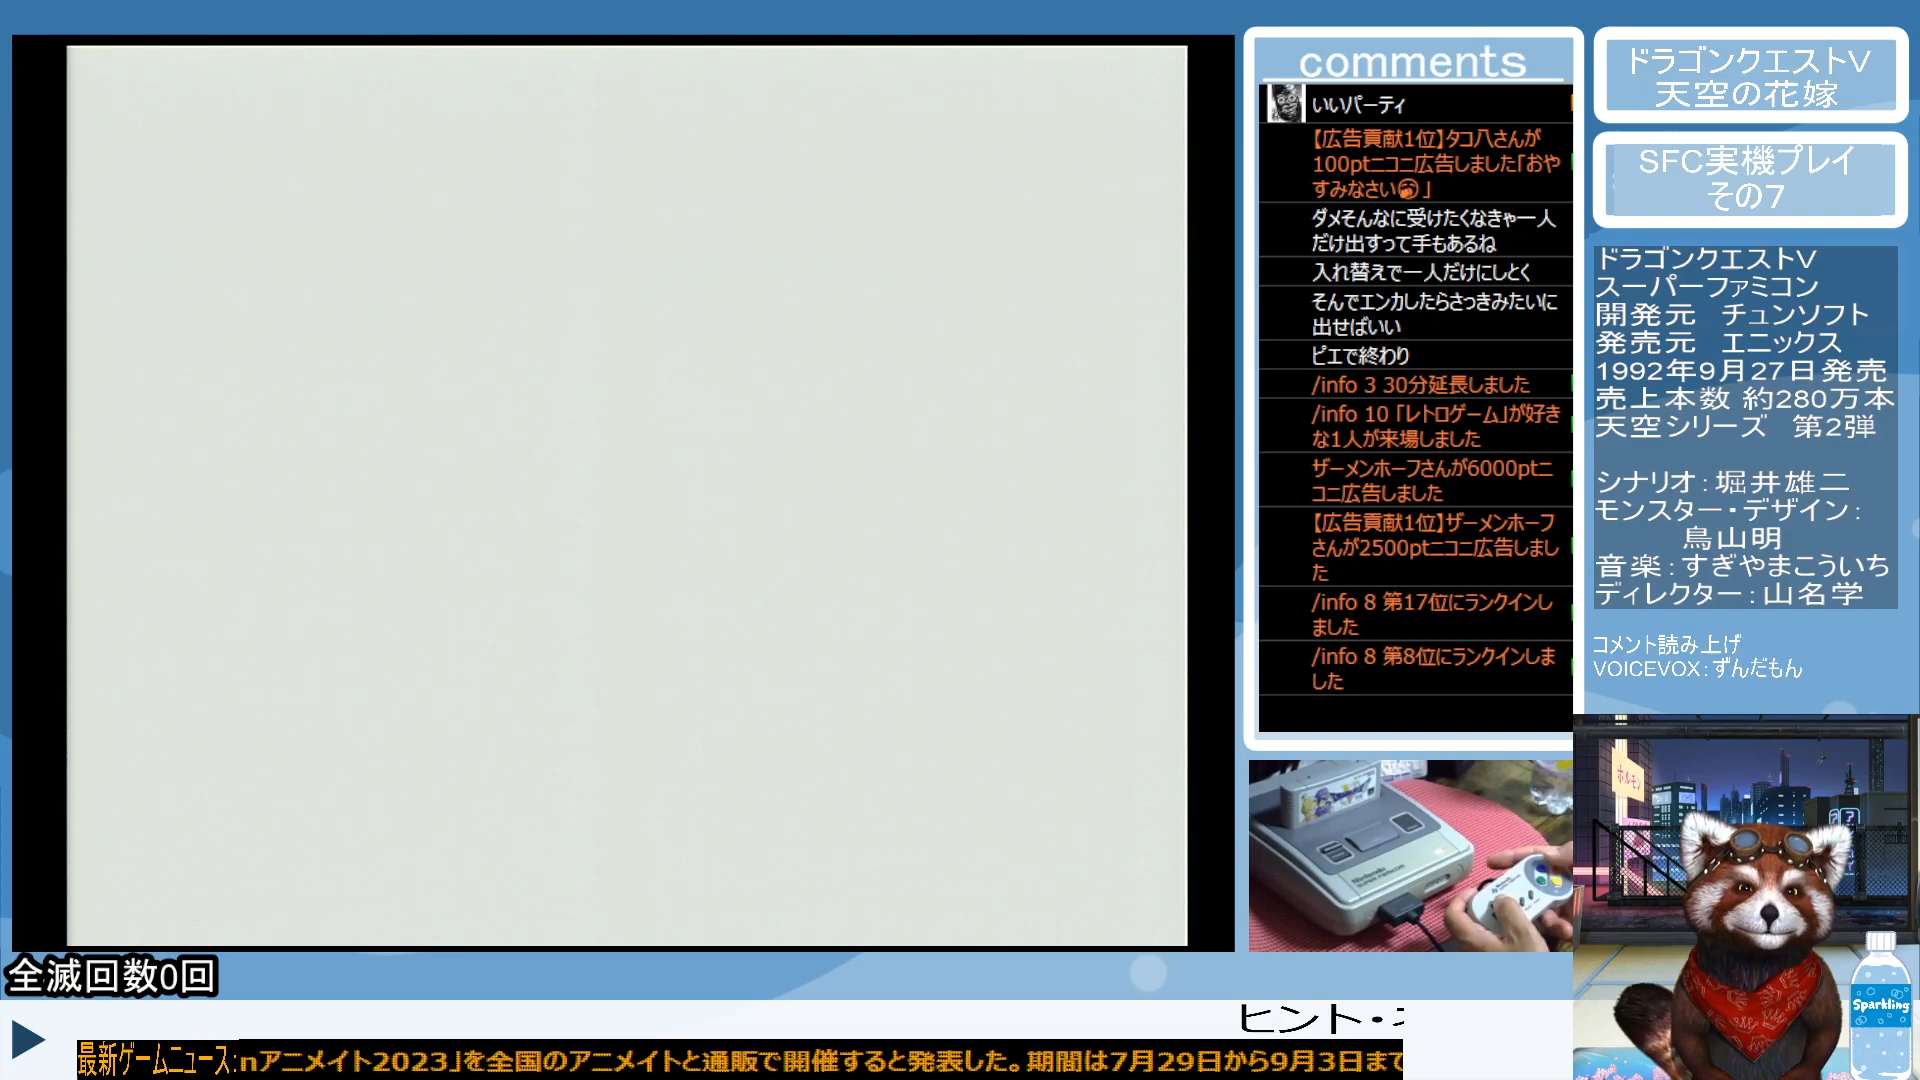 comments
いいパーティ
【広告貢献1位】タコ八さんが
100ptニコニ広告しました「おや
すみなさい🥱」
ダメそんなに受けたくなきゃ一人
だけ出すって手もあるね
入れ替えで一人だけにしとく
そんでエンカしたらさっきみたいに
出せばいい
ピエで終わり
/info 3 30分延長しました
/info 10 「レトロゲーム」が好き
な1人が来場しました
ザーメンホーフさんが6000ptニ
コニ広告しました
【広告貢献1位】ザーメンホーフ
さんが2500ptニコニ広告しまし
た
/info 8 第17位にランクインし
ました
/info 8 第8位にランクインしま
した
ドラゴンクエストⅤ
天空の花嫁
SFC実機プレイ
その7
ドラゴンクエストⅤ
スーパーファミコン
開発元 チュンソフト
発売元 エニックス
1992年9月27日発売
売上本数 約280万本
天空シリーズ 第2弾
シナリオ：堀井雄二
モンスター・デザイン：
鳥山明
音楽：すぎやまこういち
ディレクター：山名学
コメント読み上げ
VOICEVOX：ずんだもん
ホルモン
Nintendo
SUPER FAMICOM
Sparkling
全滅回数0回
ヒント・
最新ゲームニュース:nアニメイト2023」を全国のアニメイトと通販で開催すると発表した。期間は7月29日から9月3日まで